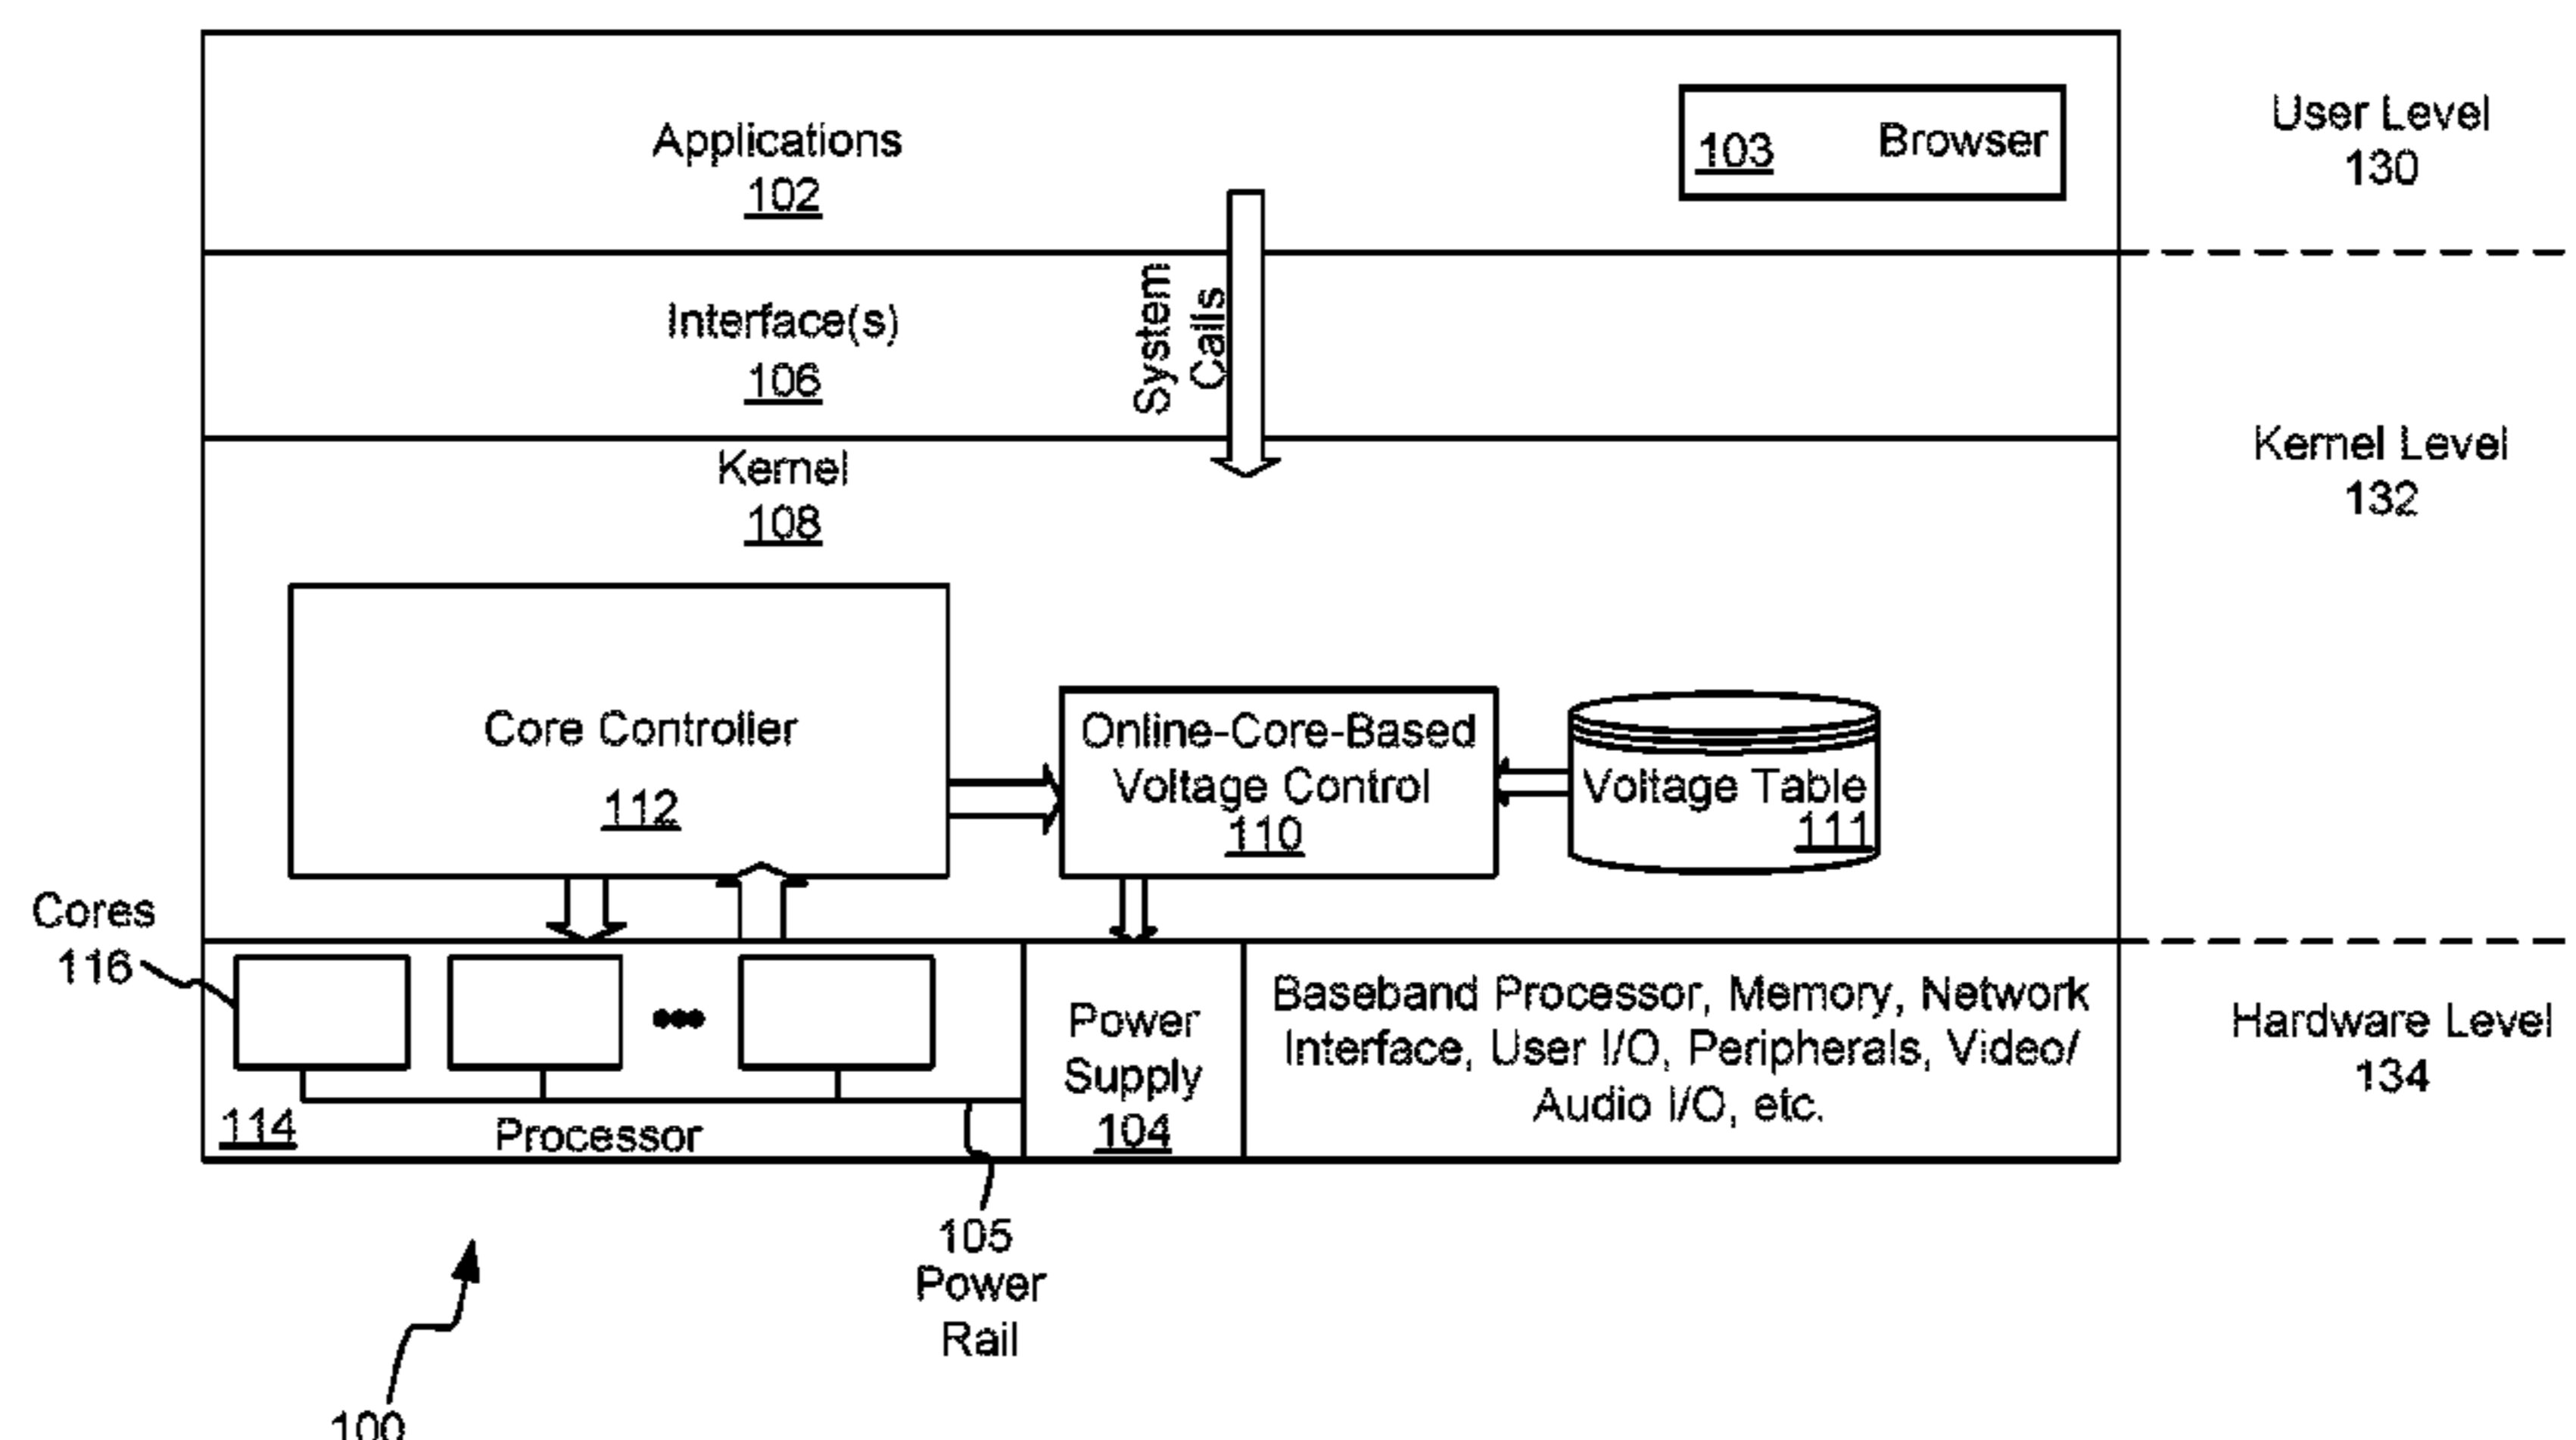 Applications
102
103 Browser
User Level
130
Interface(s)
106
System
Calls
Kernel
108
Kernel Level
132
Core Controller
112
Online-Core-Based
Voltage Control
110
Voltage Table
111
Cores
116
114
Processor
Power
Supply
104
Baseband Processor, Memory, Network
Interface, User I/O, Peripherals, Video/
Audio I/O, etc.
Hardware Level
134
105
Power
Rail
100